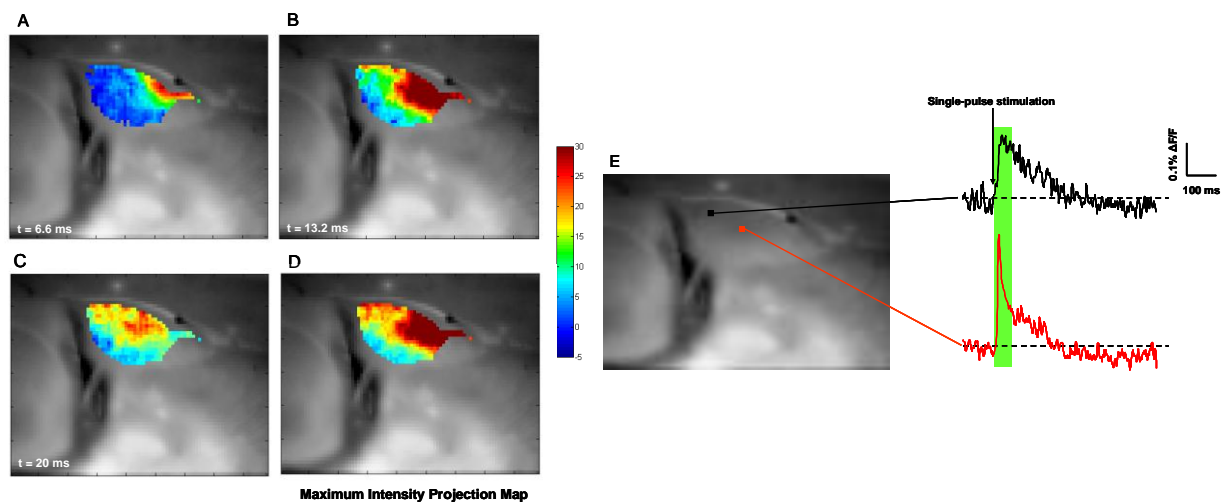 A
B
t = 6.6 ms
t = 13.2 ms
C
D
t = 20 ms
Maximum Intensity Projection Map
30
25
20
15
10
5
0
-5
E
Single-pulse stimulation
0.1% ΔF/F
100 ms